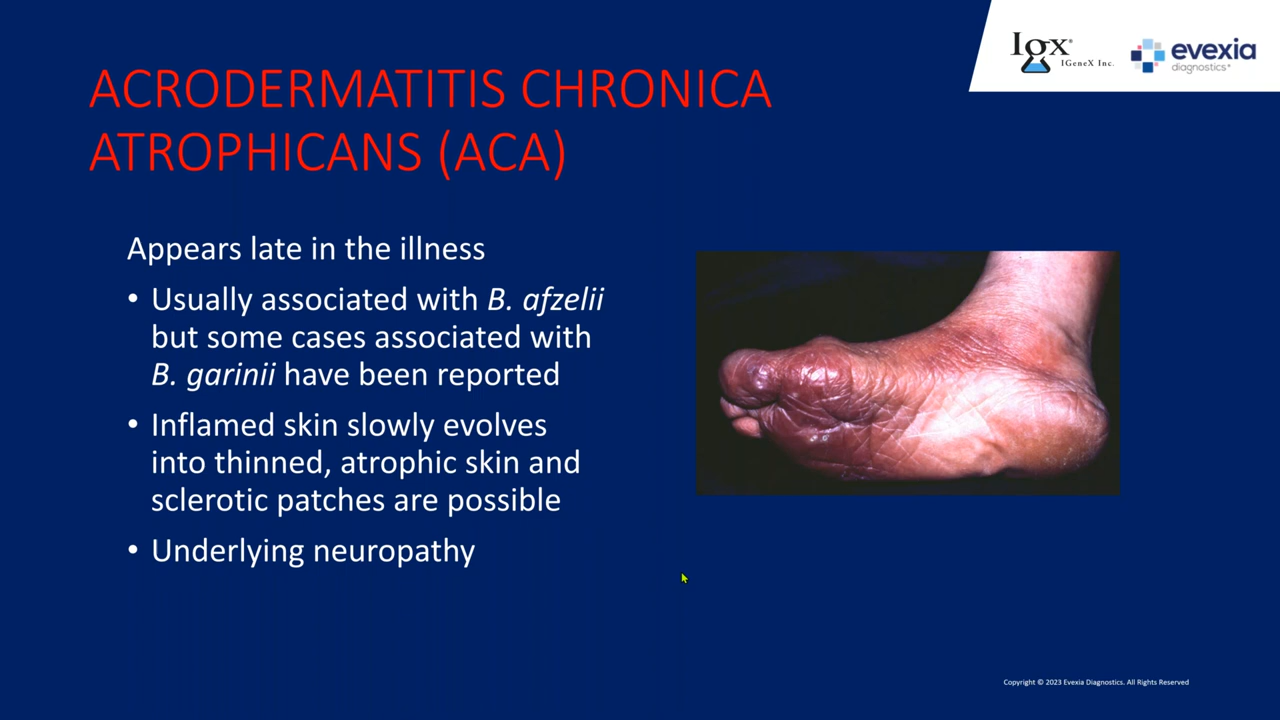 Igx®
IGeneX Inc.
evexia
diagnostics®
ACRODERMATITIS CHRONICA
ATROPHICANS (ACA)
Appears late in the illness
• Usually associated with B. afzelii
but some cases associated with
B. garinii have been reported
• Inflamed skin slowly evolves
into thinned, atrophic skin and
sclerotic patches are possible
• Underlying neuropathy
Copyright © 2023 Evexia Diagnostics. All Rights Reserved